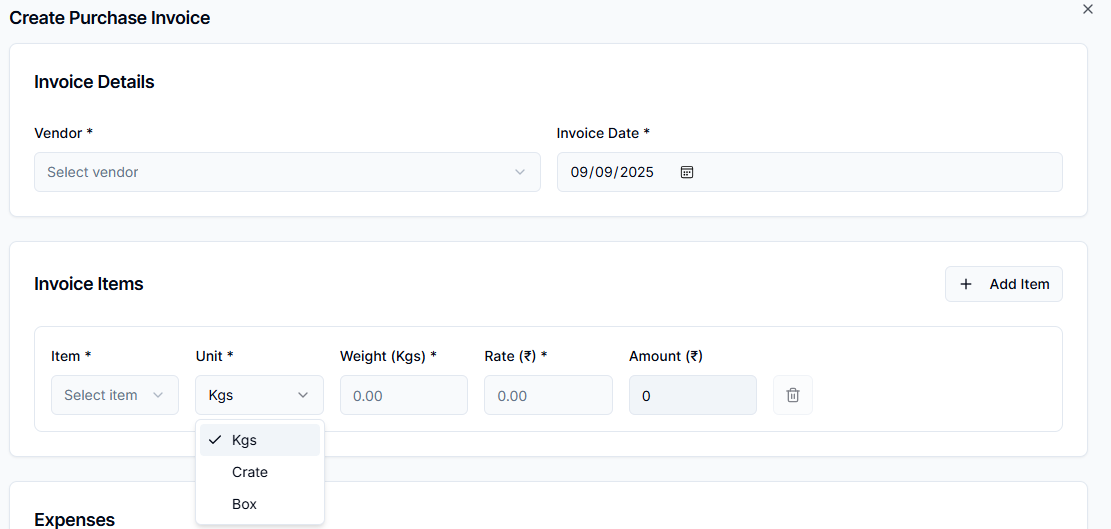 Create Purchase Invoice
Invoice Details
Vendor * Invoice Date *
Select vendor 09/09/2025
Invoice Items Add Item
Item * Unit * Weight (Kgs) * Rate (₹) * Amount (₹)
Select item Kgs 0.00 0.00 0
Kgs
Crate
Box
Expenses